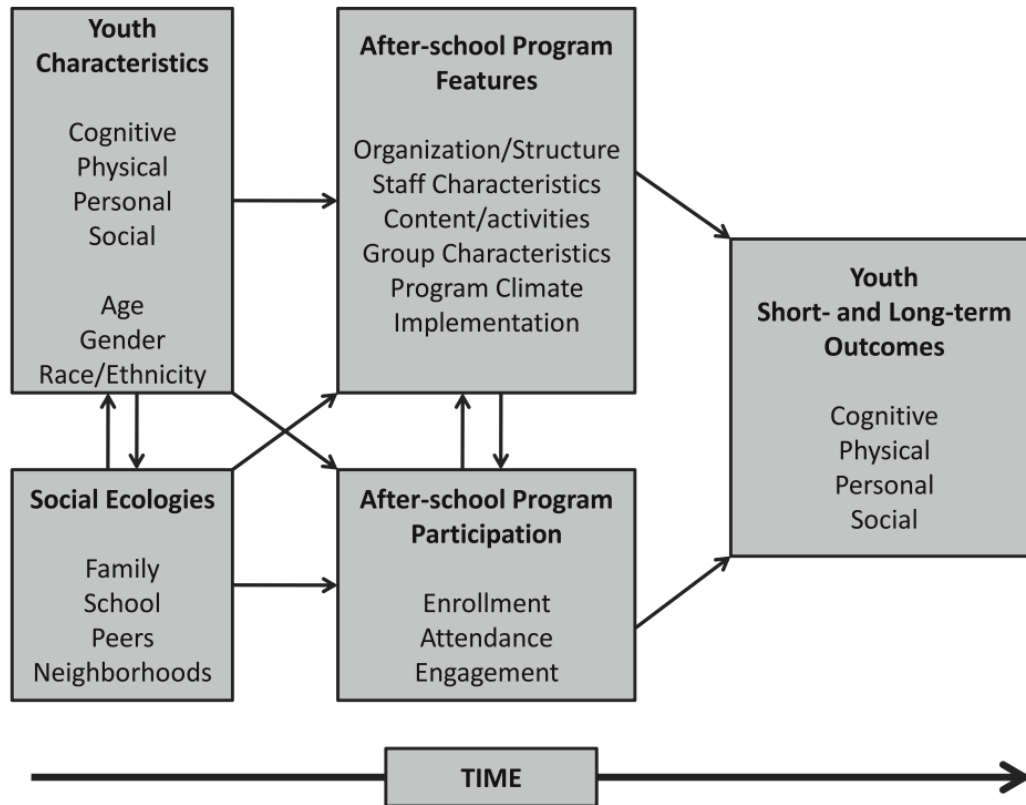 Youth
Characteristics
Cognitive
Physical
Personal
Social
Age
Gender
Race/Ethnicity
After-school Program
Features
Organization/Structure
Staff Characteristics
Content/activities
Group Characteristics
Program Climate
Implementation
Youth
Short- and Long-term
Outcomes
Cognitive
Physical
Personal
Social
Social Ecologies
Family
School
Peers
Neighborhoods
After-school Program
Participation
Enrollment
Attendance
Engagement
TIME